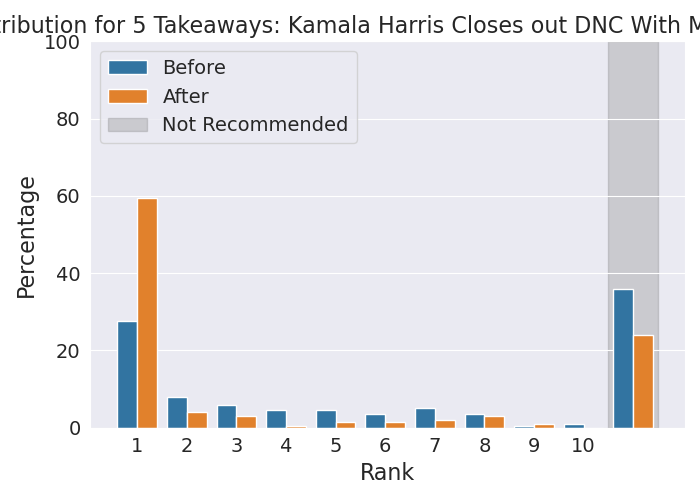 5 Takeaways: Kamala Harris Closes out DNC With
for
100
80
60
40
20
0
Percentage
Before
After
Not Recommended
1 2 3 4 5 6 7 8 9 10
Rank